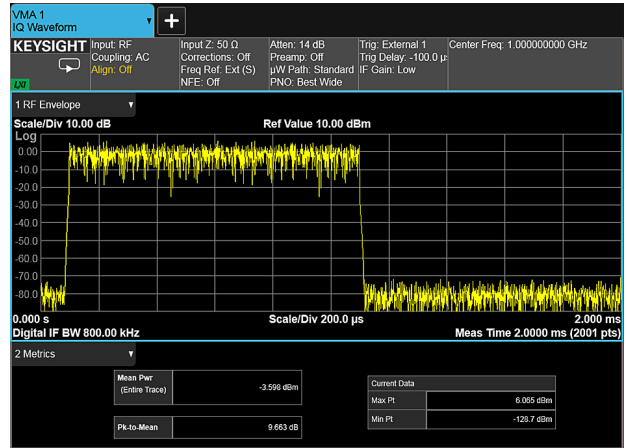 VMA 1
IQ Waveform
KEYSIGHT
LXI
Input: RF
Coupling: AC
Align: Off
Input Z: 50 Ω
Corrections: Off
Freq Ref: Ext (S)
NFE: Off
Atten: 14 dB
Preamp: Off
µW Path: Standard
PNO: Best Wide
Trig: External 1
Trig Delay: -100.0 µs
IF Gain: Low
Center Freq: 1.000000000 GHz
1 RF Envelope
Scale/Div 10.00 dB
Ref Value 10.00 dBm
Log
0.00
-10.0
-20.0
-30.0
-40.0
-50.0
-60.0
-70.0
-80.0
0.000 s
Scale/Div 200.0 µs
2.000 ms
Digital IF BW 800.00 kHz
Meas Time 2.0000 ms (2001 pts)
2 Metrics
Mean Pwr
(Entire Trace)
-3.598 dBm
Pk-to-Mean
9.663 dB
Current Data
Max Pt
6.065 dBm
Min Pt
-128.7 dBm